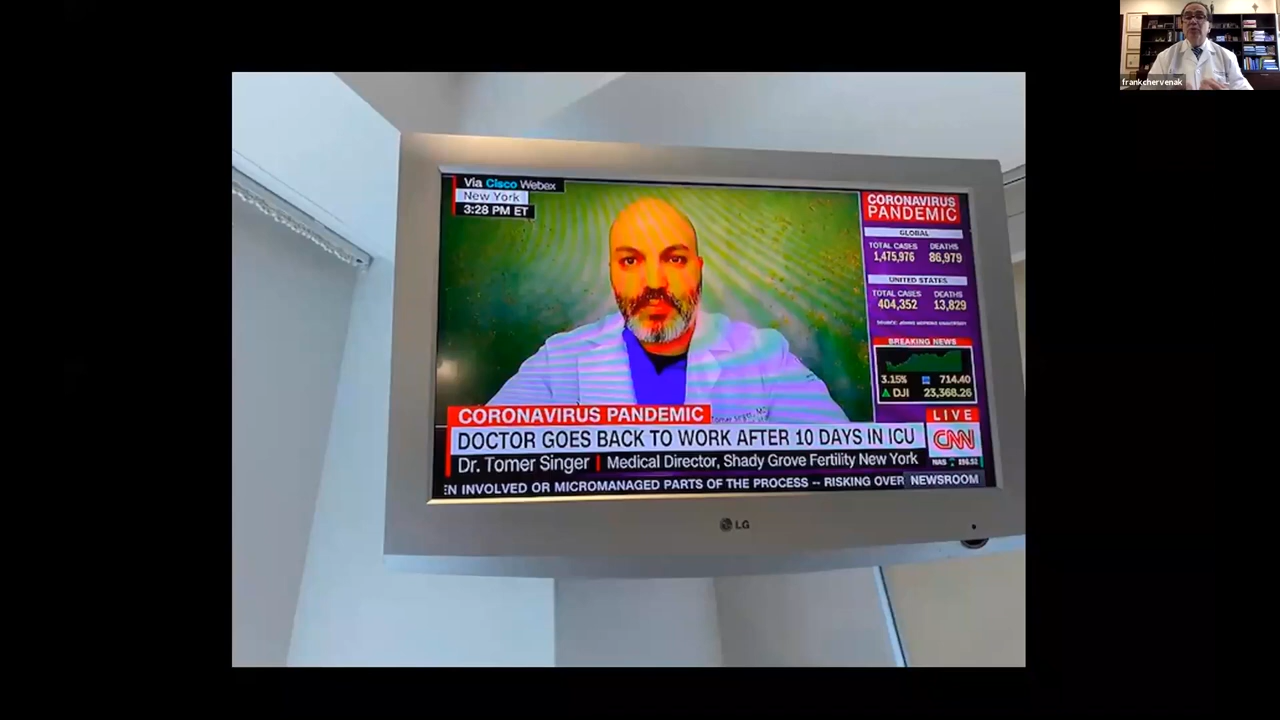 frankchervenak
Via Cisco Webex
New York
3:28 PM ET
CORONAVIRUS
PANDEMIC
GLOBAL
TOTAL CASES DEATHS
1,475,976 86,979
UNITED STATES
TOTAL CASES DEATHS
404,352 13,829
SOURCE: JOHNS HOPKINS UNIVERSITY
BREAKING NEWS
3.15% 714.40
DJI 23,368.26
LIVE
CNN
CORONAVIRUS PANDEMIC
DOCTOR GOES BACK TO WORK AFTER 10 DAYS IN ICU
Dr. Tomer Singer | Medical Director, Shady Grove Fertility New York
EN INVOLVED OR MICROMANAGED PARTS OF THE PROCESS -- RISKING OVER
NEWSROOM
LG